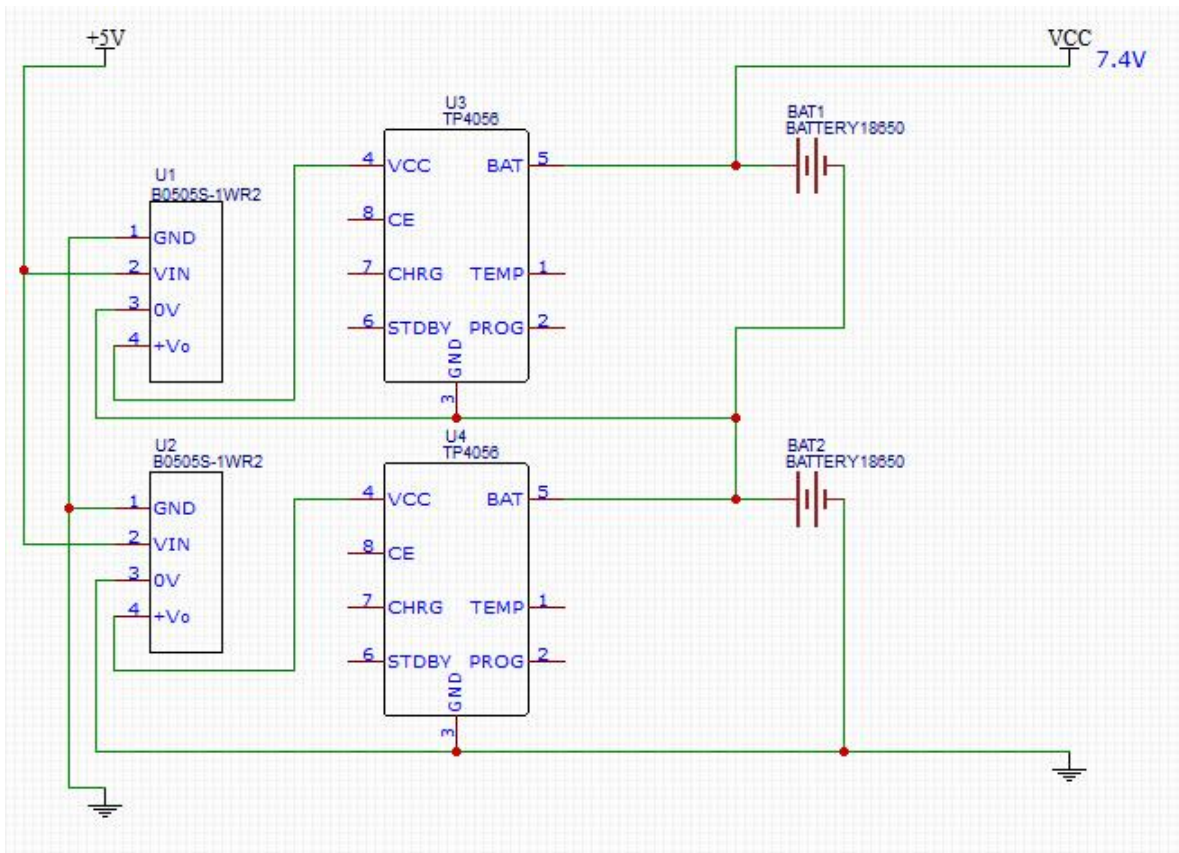 +5V
VCC
7.4V
U3
TP4056
BAT1
BATTERY18650
4 VCC BAT 5
8 CE
7 CHRG TEMP 1
6 STDBY PROG 2
GND
3
U1
B0505S-1WR2
1 GND
2 VIN
3 0V
4 +Vo
U4
TP4056
BAT2
BATTERY18650
4 VCC BAT 5
8 CE
7 CHRG TEMP 1
6 STDBY PROG 2
GND
3
U2
B0505S-1WR2
1 GND
2 VIN
3 0V
4 +Vo